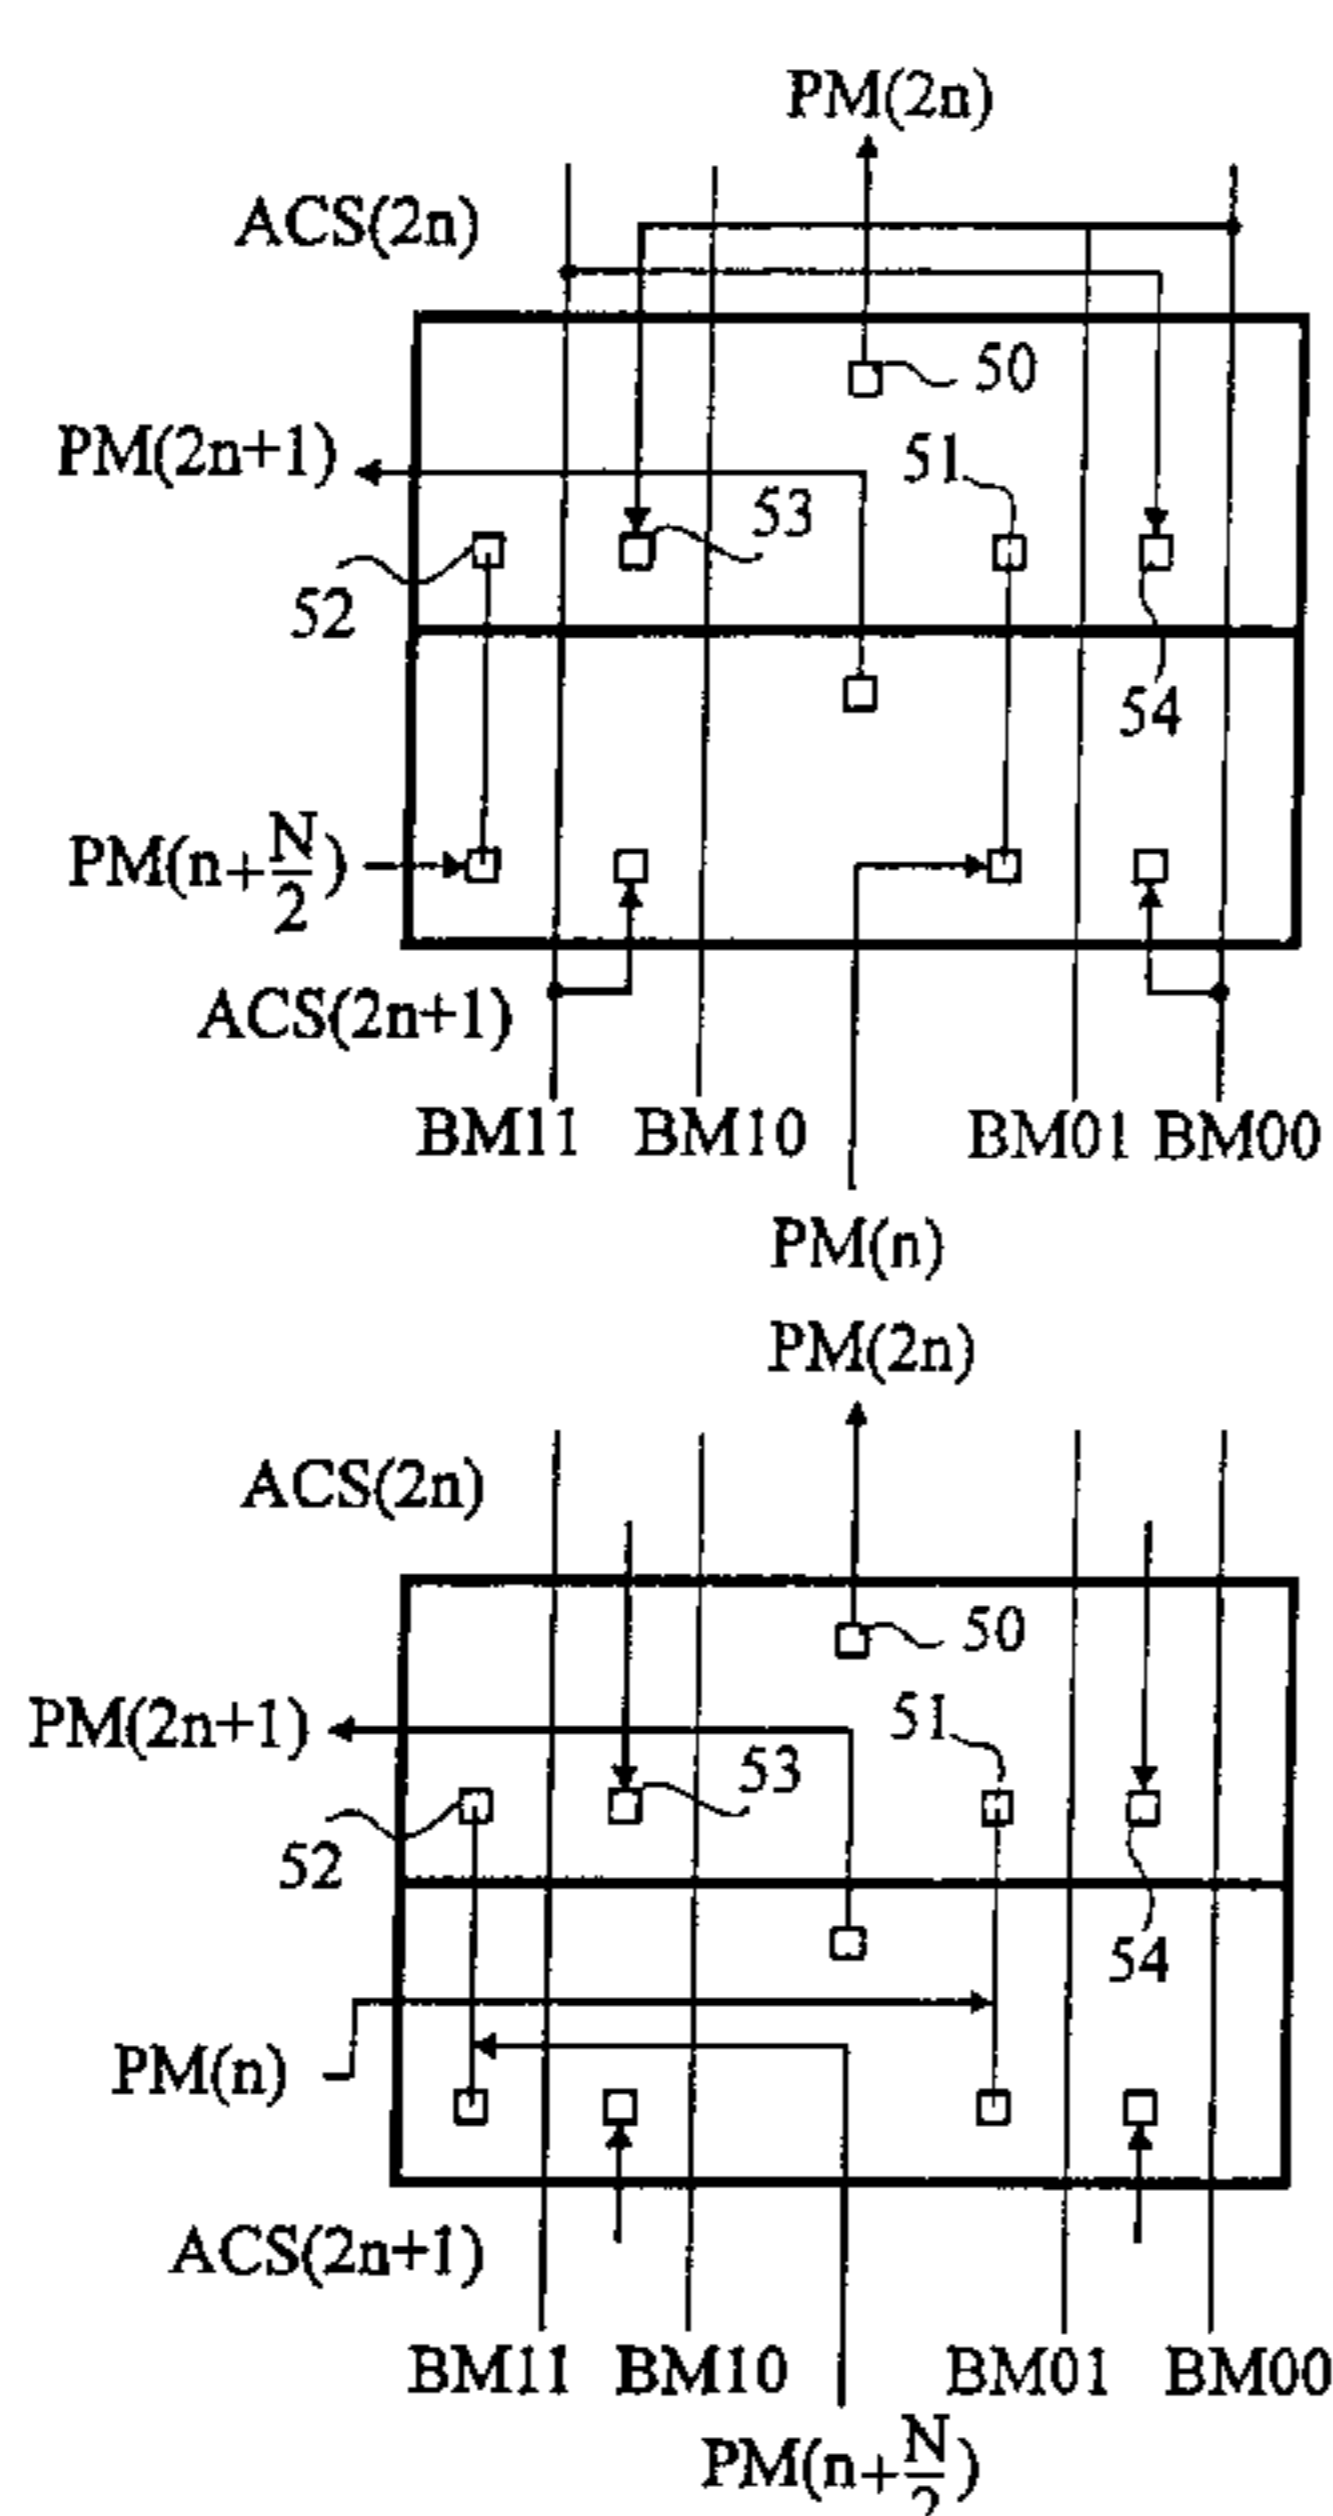 PM(2n)
ACS(2n)
50
PM(2n+1)
51
53
52
54
PM(n+N/2)
ACS(2n+1)
BM11 BM10 BM01 BM00
PM(n)
PM(2n)
ACS(2n)
50
PM(2n+1)
51
53
52
54
PM(n)
ACS(2n+1)
BM11 BM10 BM01 BM00
PM(n+N/2)